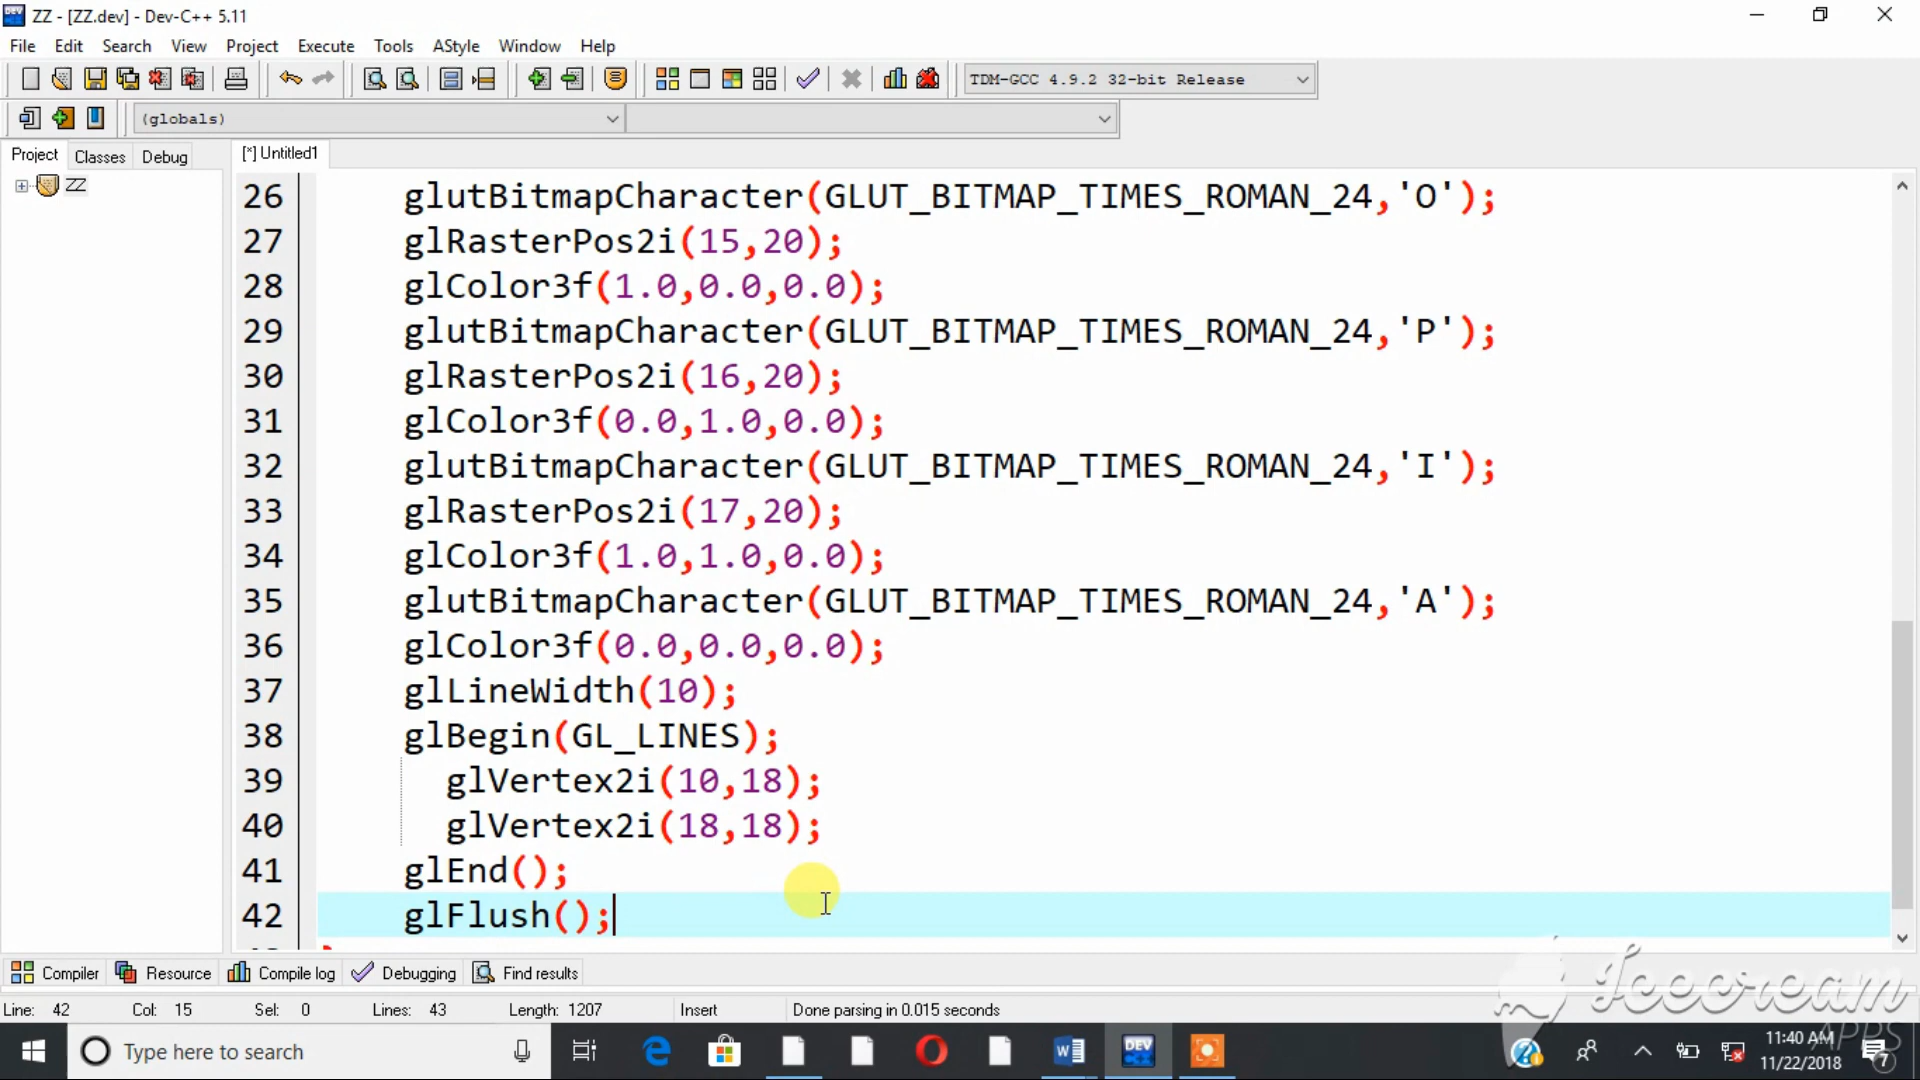 ZZ - [ZZ.dev] - Dev-C++ 5.11
File Edit Search View Project Execute Tools AStyle Window Help
TDM-GCC 4.9.2 32-bit Release
(globals)
Project Classes Debug
[*] Untitled1
ZZ
26 glutBitmapCharacter(GLUT_BITMAP_TIMES_ROMAN_24,'O');
27 glRasterPos2i(15,20);
28 glColor3f(1.0,0.0,0.0);
29 glutBitmapCharacter(GLUT_BITMAP_TIMES_ROMAN_24,'P');
30 glRasterPos2i(16,20);
31 glColor3f(0.0,1.0,0.0);
32 glutBitmapCharacter(GLUT_BITMAP_TIMES_ROMAN_24,'I');
33 glRasterPos2i(17,20);
34 glColor3f(1.0,1.0,0.0);
35 glutBitmapCharacter(GLUT_BITMAP_TIMES_ROMAN_24,'A');
36 glColor3f(0.0,0.0,0.0);
37 glLineWidth(10);
38 glBegin(GL_LINES);
39 glVertex2i(10,18);
40 glVertex2i(18,18);
41 glEnd();
42 glFlush();
Compiler Resource Compile log Debugging Find results
Line: 42 Col: 15 Sel: 0 Lines: 43 Length: 1207 Insert Done parsing in 0.015 seconds
Icecream
APPS
Type here to search
DEV
11:40 AM
11/22/2018
7